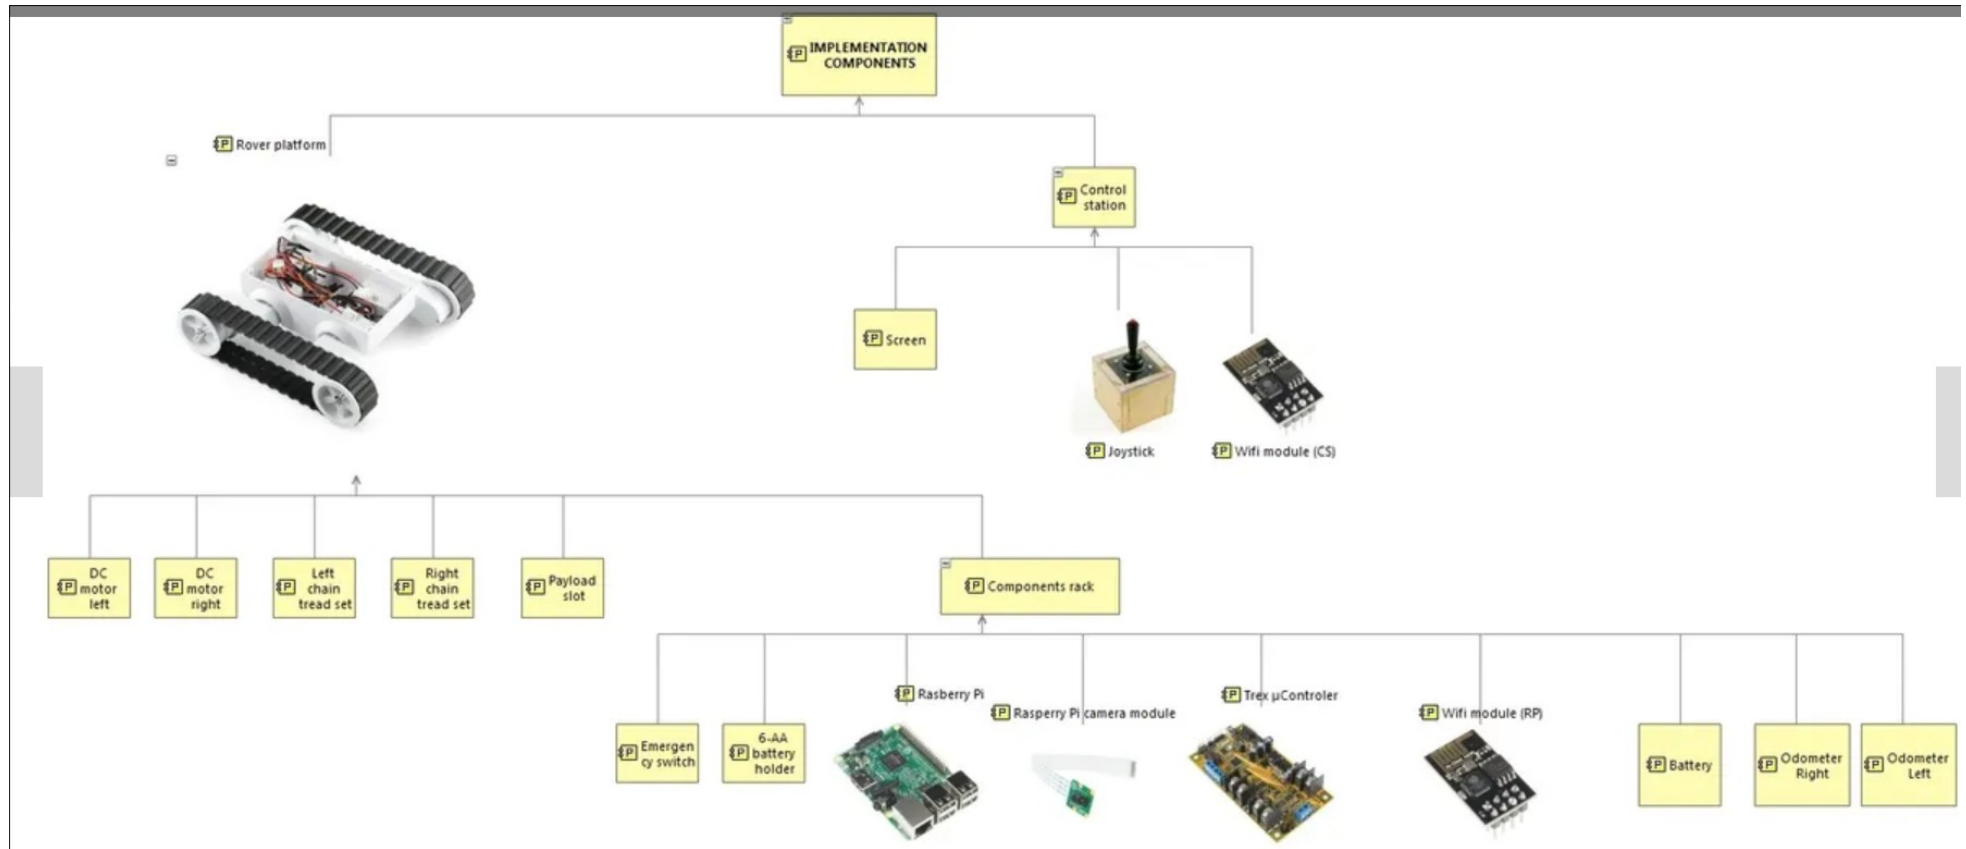 IMPLEMENTATION
COMPONENTS
P Rover platform
P Control
station
P Screen
P Joystick
P Wifi module (CS)
P DC
motor
left
P DC
motor
right
P Left
chain
tread set
P Right
chain
tread set
P Payload
slot
P Components rack
P Rasberry Pi
P Rasperry Pi camera module
P Trex µControler
P Wifi module (RP)
P Emergen
cy switch
P 6-AA
battery
holder
P Battery
P Odometer
Right
P Odometer
Left